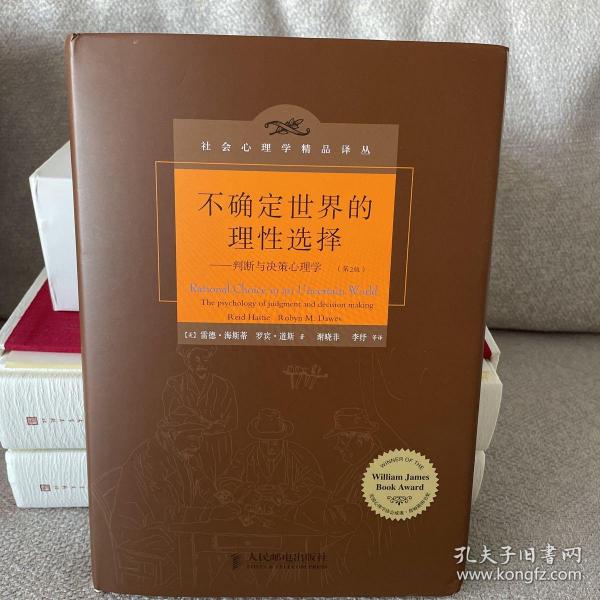 社会心理学精品译丛
不确定世界的
理性选择
——判断与决策心理学 （第2版）
Rational Choice in an Uncertain World
The psychology of judgment and decision making
Reid Hastie Robyn M. Dawes
[美] 雷德·海斯蒂 罗宾·道斯 著 谢晓非 李纾 等译
WINNER OF THE
William James
Book Award
人民邮电出版社
POSTS & TELECOM PRESS
孔夫子旧书网
www.kongfz.com